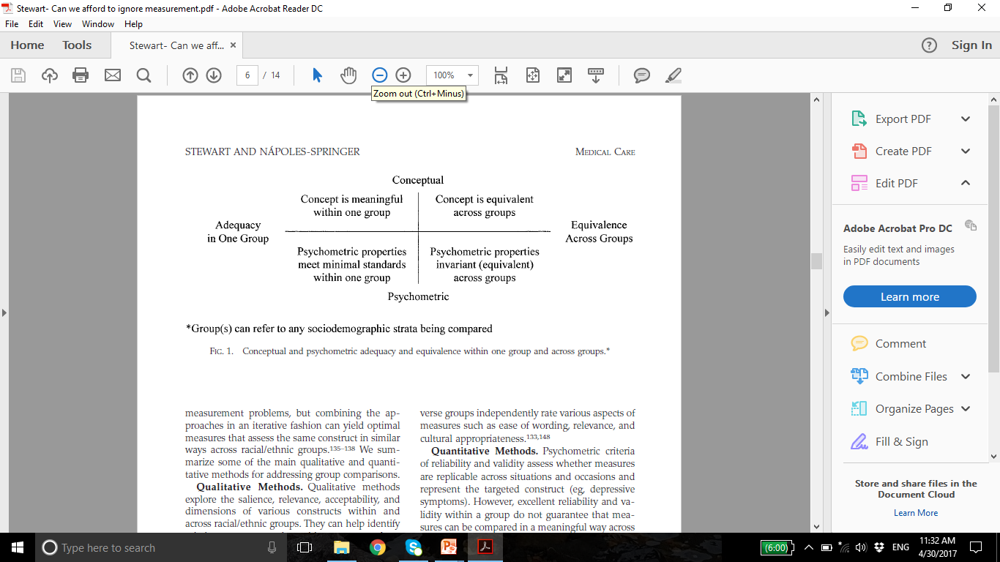 Stewart- Can we afford to ignore measurement.pdf - Adobe Acrobat Reader DC
File Edit View Window Help
Home Tools Stewart- Can we aff... × ? Sign In
6 / 14 100%
Zoom out (Ctrl+Minus)
STEWART AND NÁPOLES-SPRINGER MEDICAL CARE
Conceptual
Concept is meaningful
within one group
Concept is equivalent
across groups
Adequacy
in One Group
Equivalence
Across Groups
Psychometric properties
meet minimal standards
within one group
Psychometric properties
invariant (equivalent)
across groups
Psychometric
*Group(s) can refer to any sociodemographic strata being compared
FIG. 1. Conceptual and psychometric adequacy and equivalence within one group and across groups.*
measurement problems, but combining the ap-
proaches in an iterative fashion can yield optimal
measures that assess the same construct in similar
ways across racial/ethnic groups.135–138 We sum-
marize some of the main qualitative and quanti-
tative methods for addressing group comparisons.
Qualitative Methods. Qualitative methods
explore the salience, relevance, acceptability, and
dimensions of various constructs within and
across racial/ethnic groups. They can help identify
verse groups independently rate various aspects of
measures such as ease of wording, relevance, and
cultural appropriateness.133,148
Quantitative Methods. Psychometric criteria
of reliability and validity assess whether measures
are replicable across situations and occasions and
represent the targeted construct (eg, depressive
symptoms). However, excellent reliability and va-
lidity within a group do not guarantee that mea-
sures can be compared in a meaningful way across
Export PDF
Create PDF
Edit PDF
Adobe Acrobat Pro DC
Easily edit text and images
in PDF documents
Learn more
Comment
Combine Files
Organize Pages
Fill & Sign
Store and share files in the
Document Cloud
Learn More
Type here to search
(6:00) ENG
11:32 AM
4/30/2017